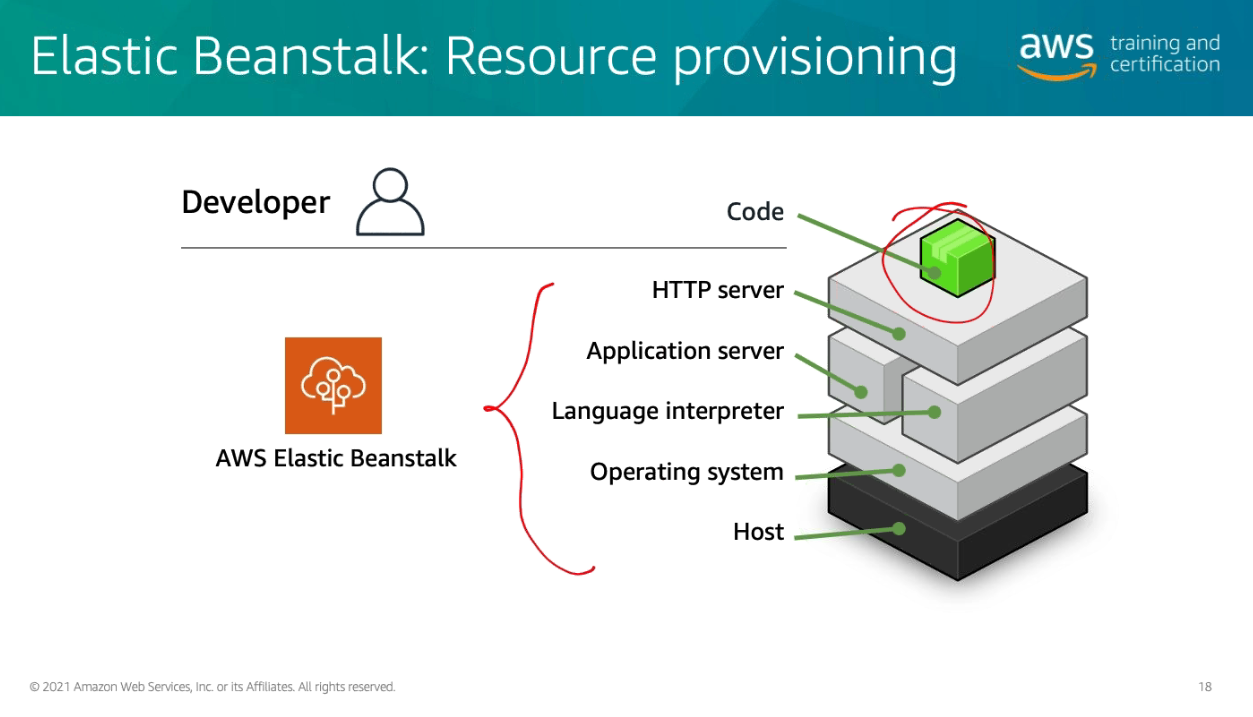 Elastic Beanstalk: Resource provisioning
aws training and
certification
Developer
Code
HTTP server
Application server
Language interpreter
Operating system
Host
AWS Elastic Beanstalk
© 2021 Amazon Web Services, Inc. or its Affiliates. All rights reserved.
18